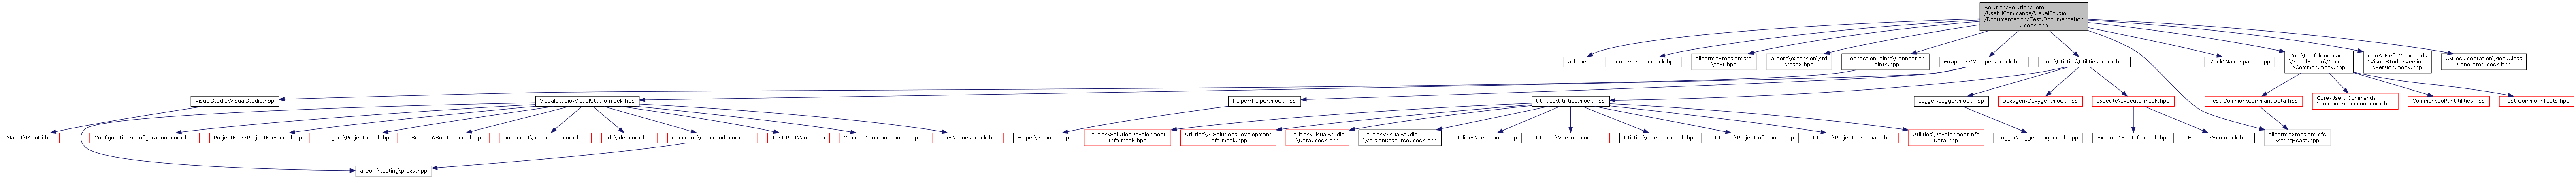 Solution/Solution/Core
/UsefulCommands/VisualStudio
/Documentation/Test.Documentation
/mock.hpp
atltime.h
alicorn\system.mock.hpp
alicorn\extension\std
\text.hpp
alicorn\extension\std
\regex.hpp
ConnectionPoints\Connection
Points.hpp
Wrappers\Wrappers.mock.hpp
Core\Utilities\Utilities.mock.hpp
Mock\Namespaces.hpp
Core\UsefulCommands
\VisualStudio\Common
\Common.mock.hpp
Core\UsefulCommands
\VisualStudio\Version
\Version.mock.hpp
..\Documentation\MockClass
Generator.mock.hpp
VisualStudio\VisualStudio.hpp
VisualStudio\VisualStudio.mock.hpp
Helper\Helper.mock.hpp
Utilities\Utilities.mock.hpp
Logger\Logger.mock.hpp
Doxygen\Doxygen.mock.hpp
Execute\Execute.mock.hpp
Test.Common\CommandData.hpp
Core\UsefulCommands
\Common\Common.mock.hpp
Common\DoRunUtilities.hpp
Test.Common\Tests.hpp
MainUi\MainUi.hpp
Configuration\Configuration.mock.hpp
ProjectFiles\ProjectFiles.mock.hpp
Project\Project.mock.hpp
Solution\Solution.mock.hpp
Document\Document.mock.hpp
Ide\Ide.mock.hpp
Command\Command.mock.hpp
Test.Part\Mock.hpp
Common\Common.mock.hpp
Panes\Panes.mock.hpp
Helper\Is.mock.hpp
Utilities\SolutionDevelopment
Info.mock.hpp
Utilities\AllSolutionsDevelopment
Info.mock.hpp
Utilities\VisualStudio
\Data.mock.hpp
Utilities\VisualStudio
\VersionResource.mock.hpp
Utilities\Text.mock.hpp
Utilities\Version.mock.hpp
Utilities\Calendar.mock.hpp
Utilities\ProjectInfo.mock.hpp
Utilities\ProjectTasksData.hpp
Utilities\DevelopmentInfo
Data.hpp
Logger\LoggerProxy.mock.hpp
Execute\SvnInfo.mock.hpp
Execute\Svn.mock.hpp
alicorn\extension\mfc
\string-cast.hpp
alicorn\testing\proxy.hpp